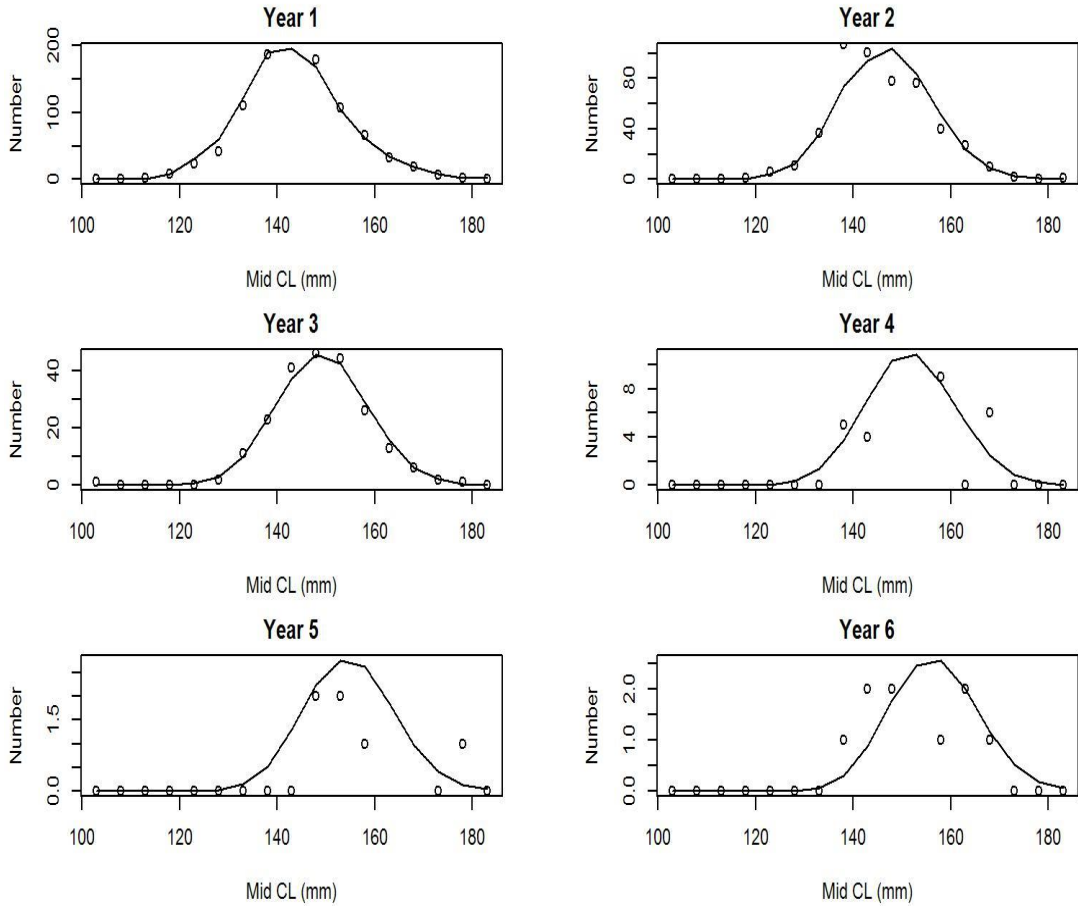 Year 1
Number
0 100 200
100 120 140 160 180
Mid CL (mm)
Year 2
Number
0 40 80
100 120 140 160 180
Mid CL (mm)
Year 3
Number
0 20 40
100 120 140 160 180
Mid CL (mm)
Year 4
Number
0 4 8
100 120 140 160 180
Mid CL (mm)
Year 5
Number
0.0 1.5
100 120 140 160 180
Mid CL (mm)
Year 6
Number
0.0 1.0 2.0
100 120 140 160 180
Mid CL (mm)